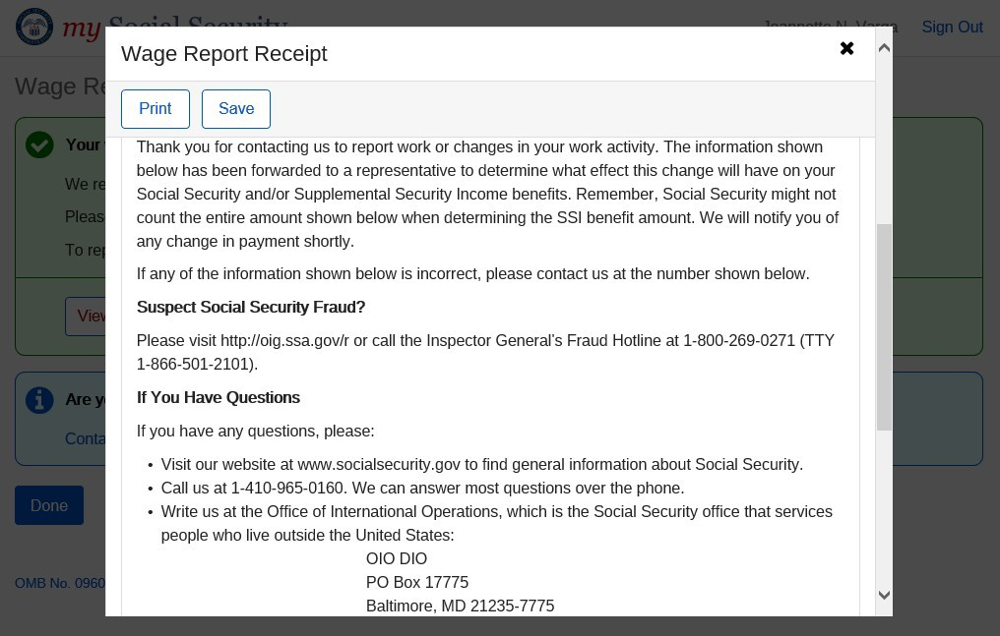 my Social Security
Jeannette N. Varga
Sign Out
Wage Report Receipt
Wage Re
Print
Save
Your
Thank you for contacting us to report work or changes in your work activity. The information shown
below has been forwarded to a representative to determine what effect this change will have on your
We re
Social Security and/or Supplemental Security Income benefits. Remember, Social Security might not
Pleas
count the entire amount shown below when determining the SSI benefit amount. We will notify you of
any change in payment shortly.
To rep
If any of the information shown below is incorrect, please contact us at the number shown below.
Suspect Social Security Fraud?
View
Please visit http://oig.ssa.gov/r or call the Inspector General's Fraud Hotline at 1-800-269-0271 (TTY
1-866-501-2101).
If You Have Questions
Are y
If you have any questions, please:
Conta
• Visit our website at www.socialsecurity.gov to find general information about Social Security.
• Call us at 1-410-965-0160. We can answer most questions over the phone.
Done
• Write us at the Office of International Operations, which is the Social Security office that services
people who live outside the United States:
OIO DIO
PO Box 17775
OMB No. 0960
Baltimore, MD 21235-7775